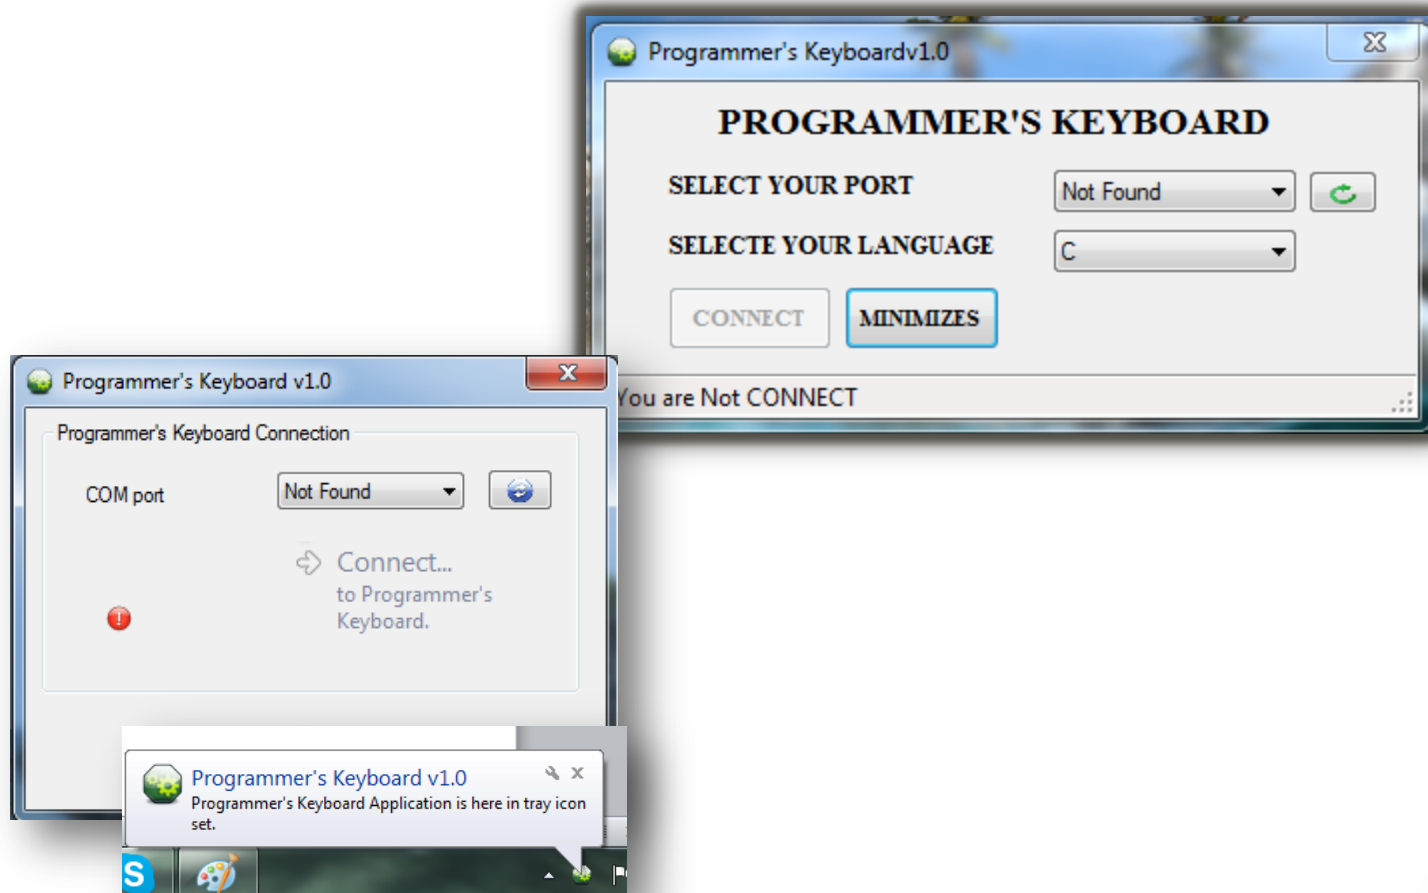 Programmer's Keyboardv1.0
PROGRAMMER'S KEYBOARD
SELECT YOUR PORT
Not Found
SELECTE YOUR LANGUAGE
C
CONNECT
MINIMIZES
You are Not CONNECT
Programmer's Keyboard v1.0
Programmer's Keyboard Connection
COM port
Not Found
Connect...
to Programmer's
Keyboard.
Programmer's Keyboard v1.0
Programmer's Keyboard Application is here in tray icon
set.